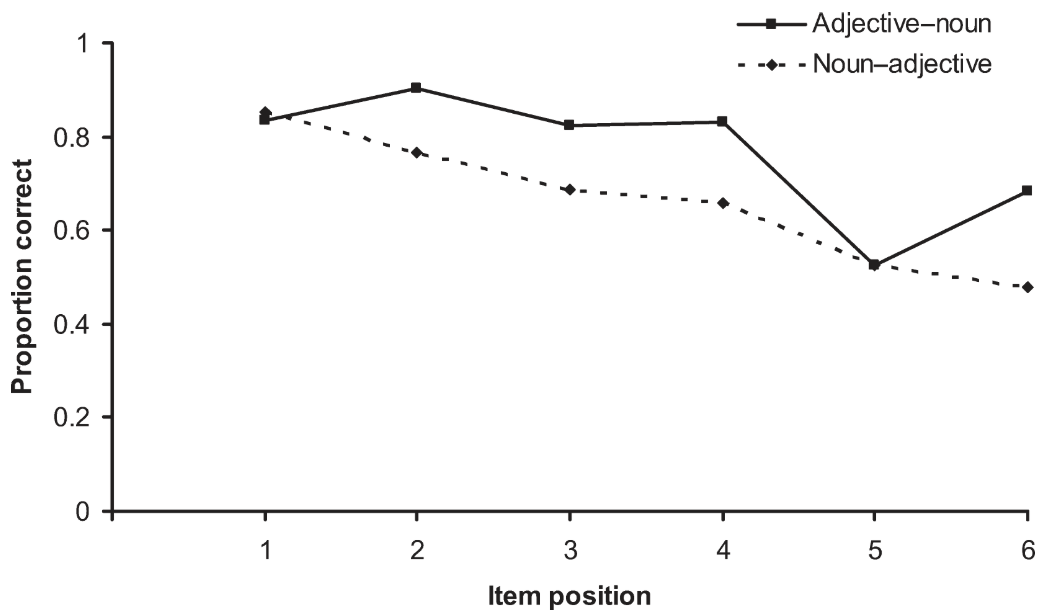 Adjective–noun
Noun–adjective
1
0.8
0.6
0.4
0.2
0
Proportion correct
1 2 3 4 5 6
Item position